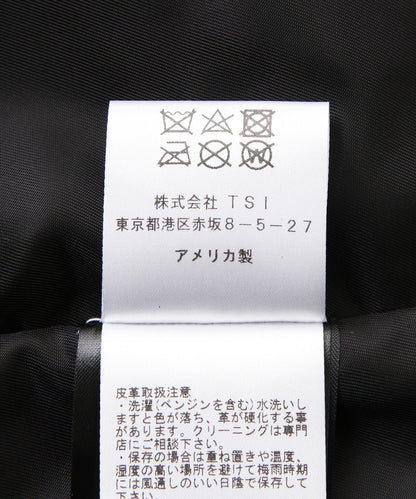 株式会社TSI
東京都港区赤坂8-5-27
アメリカ製
皮革取扱注意
・洗濯(ベンジンを含む)水洗いし
ますと色が落ち、革が硬化する事
があります。クリーニングは専門
店にご相談下さい。
・保存の場合は重ね置きや温度、
湿度の高い場所を避けて梅雨時期
には風通しのいい日陰で保存して
下さい。